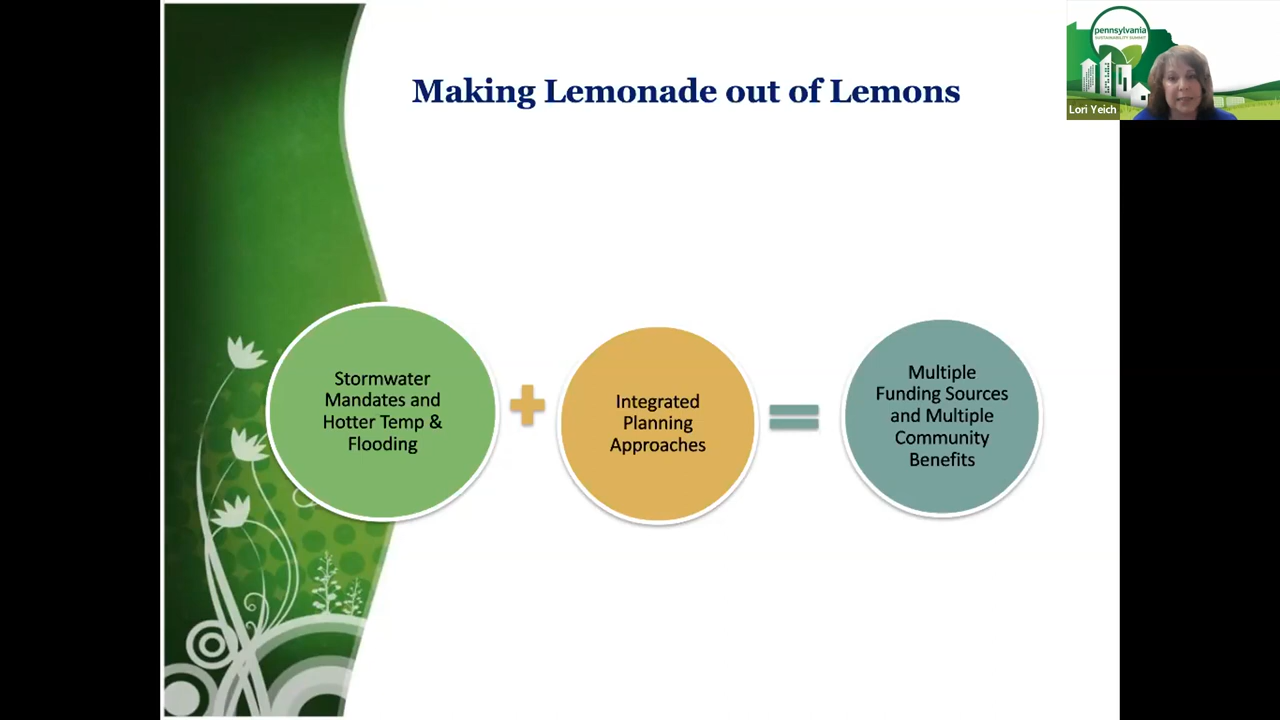 Making Lemonade out of Lemons
pennsylvania
SUSTAINABILITY SUMMIT
Lori Yeich
Stormwater
Mandates and
Hotter Temp &
Flooding
Integrated
Planning
Approaches
Multiple
Funding Sources
and Multiple
Community
Benefits